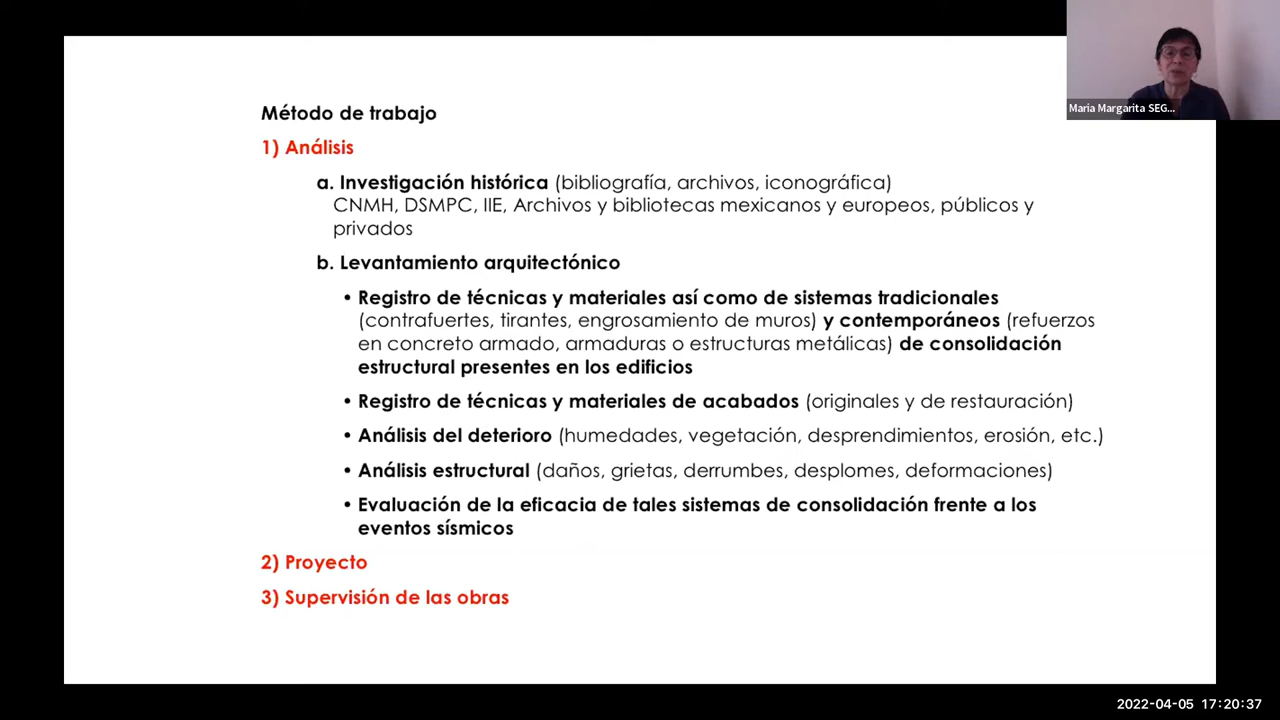 Maria Margarita SEG...
Método de trabajo
1) Análisis
a. Investigación histórica (bibliografía, archivos, iconográfica)
CNMH, DSMPC, IIE, Archivos y bibliotecas mexicanos y europeos, públicos y
privados
b. Levantamiento arquitectónico
• Registro de técnicas y materiales así como de sistemas tradicionales
(contrafuertes, tirantes, engrosamiento de muros) y contemporáneos (refuerzos
en concreto armado, armaduras o estructuras metálicas) de consolidación
estructural presentes en los edificios
• Registro de técnicas y materiales de acabados (originales y de restauración)
• Análisis del deterioro (humedades, vegetación, desprendimientos, erosión, etc.)
• Análisis estructural (daños, grietas, derrumbes, desplomes, deformaciones)
• Evaluación de la eficacia de tales sistemas de consolidación frente a los
eventos sísmicos
2) Proyecto
3) Supervisión de las obras
2022-04-05 17:20:37